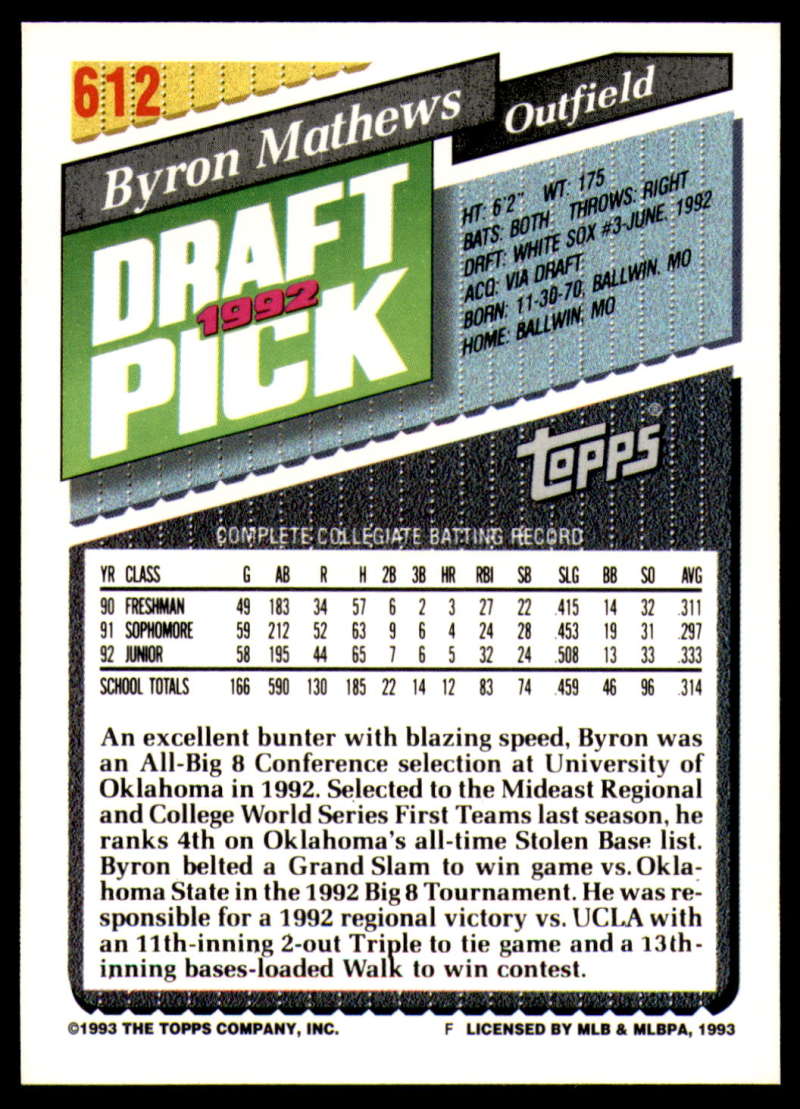 612
Byron Mathews
Outfield
DRAFT
1992
PICK
HT: 6'2" WT: 175
BATS: BOTH THROWS: RIGHT
DRFT: WHITE SOX #3-JUNE, 1992
ACQ: VIA DRAFT
BORN: 11-30-70, BALLWIN, MO
HOME: BALLWIN, MO
TOPPS®
COMPLETE COLLEGIATE BATTING RECORD
YR CLASS G AB R H 2B 3B HR RBI SB SLG BB SO AVG
90 FRESHMAN 49 183 34 57 6 2 3 27 22 .415 14 32 .311
91 SOPHOMORE 59 212 52 63 9 6 4 24 28 .453 19 31 .297
92 JUNIOR 58 195 44 65 7 6 5 32 24 .508 13 33 .333
SCHOOL TOTALS 166 590 130 185 22 14 12 83 74 .459 46 96 .314
An excellent bunter with blazing speed, Byron was
an All-Big 8 Conference selection at University of
Oklahoma in 1992. Selected to the Mideast Regional
and College World Series First Teams last season, he
ranks 4th on Oklahoma's all-time Stolen Base list.
Byron belted a Grand Slam to win game vs. Okla-
homa State in the 1992 Big 8 Tournament. He was re-
sponsible for a 1992 regional victory vs. UCLA with
an 11th-inning 2-out Triple to tie game and a 13th-
inning bases-loaded Walk to win contest.
©1993 THE TOPPS COMPANY, INC. F LICENSED BY MLB & MLBPA, 1993